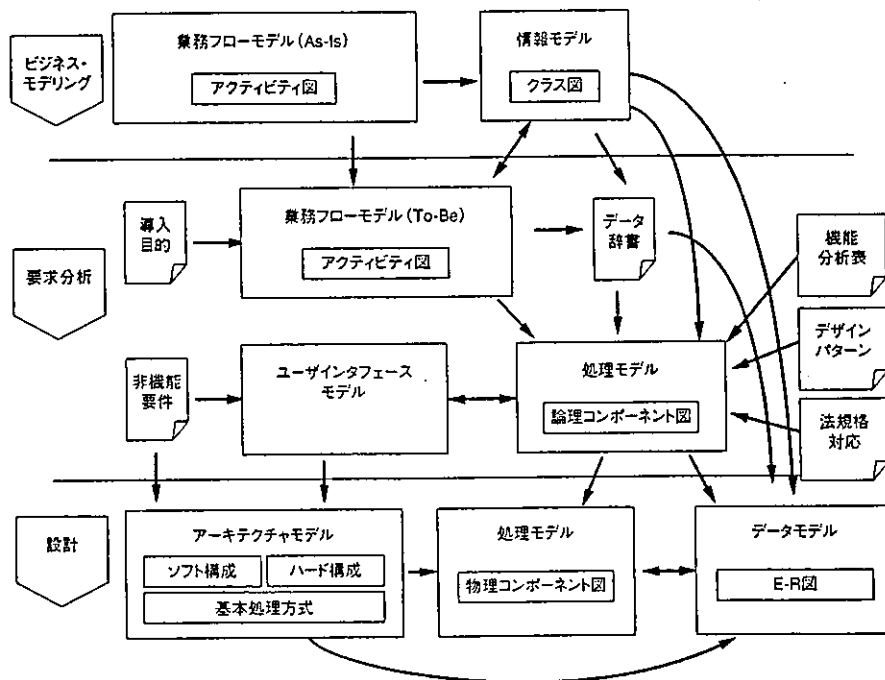 ビジネス・
モデリング
業務フローモデル(As-Is)
アクティビティ図
情報モデル
クラス図
要求分析
導入
目的
業務フローモデル(To-Be)
アクティビティ図
データ
辞書
機能
分析表
デザイン
パターン
法規格
対応
非機能
要件
ユーザインタフェース
モデル
処理モデル
論理コンポーネント図
設計
アーキテクチャモデル
ソフト構成
ハード構成
基本処理方式
処理モデル
物理コンポーネント図
データモデル
E-R図